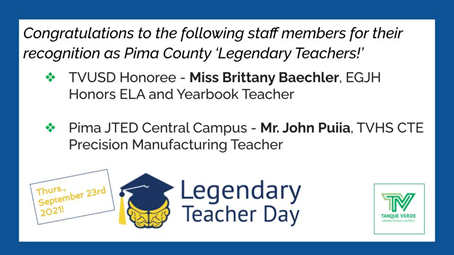 Congratulations to the following staff members for their
recognition as Pima County ‘Legendary Teachers!’
❖ TVUSD Honoree - Miss Brittany Baechler, EGJH
Honors ELA and Yearbook Teacher
❖ Pima JTED Central Campus - Mr. John Puiia, TVHS CTE
Precision Manufacturing Teacher
Thurs.,
September 23rd
2021!
Legendary
Teacher Day
TV
TANQUE VERDE